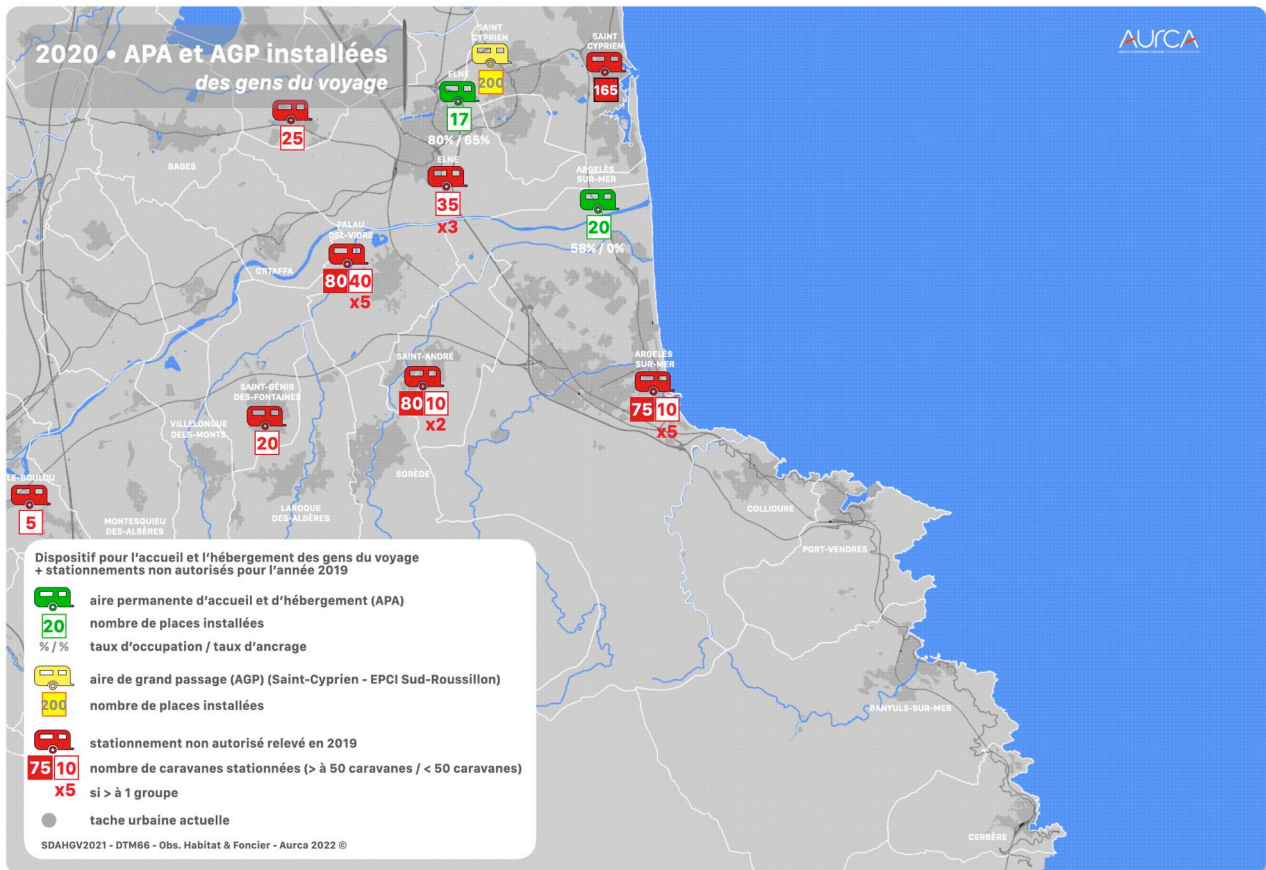 2020 • APA et AGP installées
des gens du voyage
AURCA
SAINT
CYPRIEN
200
SAINT
CYPRIEN
165
ELNE
17
80% / 65%
25
BAGES
ELNE
35
x3
ARGELÈS
SUR-MER
20
58% / 0%
PALAU
DEL-VIDRE
80 40
x5
ORTAFFA
SAINT-ANDRÉ
80 10
x2
ARGELÈS
SUR-MER
75 10
x5
SAINT-GÉNIS
DES-FONTAINES
20
VILLELONGUE
DELS-MONTS
SORÈDE
LE-BOULOU
5
LAROQUE
DES-ALBÈRES
MONTESQUIEU
DES-ALBÈRES
COLLIOURE
PORT-VENDRES
BANYULS-SUR-MER
CERBÈRE
Dispositif pour l'accueil et l'hébergement des gens du voyage
+ stationnements non autorisés pour l'année 2019
aire permanente d'accueil et d'hébergement (APA)
20 nombre de places installées
% / % taux d'occupation / taux d'ancrage
aire de grand passage (AGP) (Saint-Cyprien - EPCI Sud-Roussillon)
200 nombre de places installées
stationnement non autorisé relevé en 2019
75 10 nombre de caravanes stationnées (> à 50 caravanes / < 50 caravanes)
x5 si > à 1 groupe
tache urbaine actuelle
SDAHGV2021 - DTM66 - Obs. Habitat & Foncier - Aurca 2022 ©